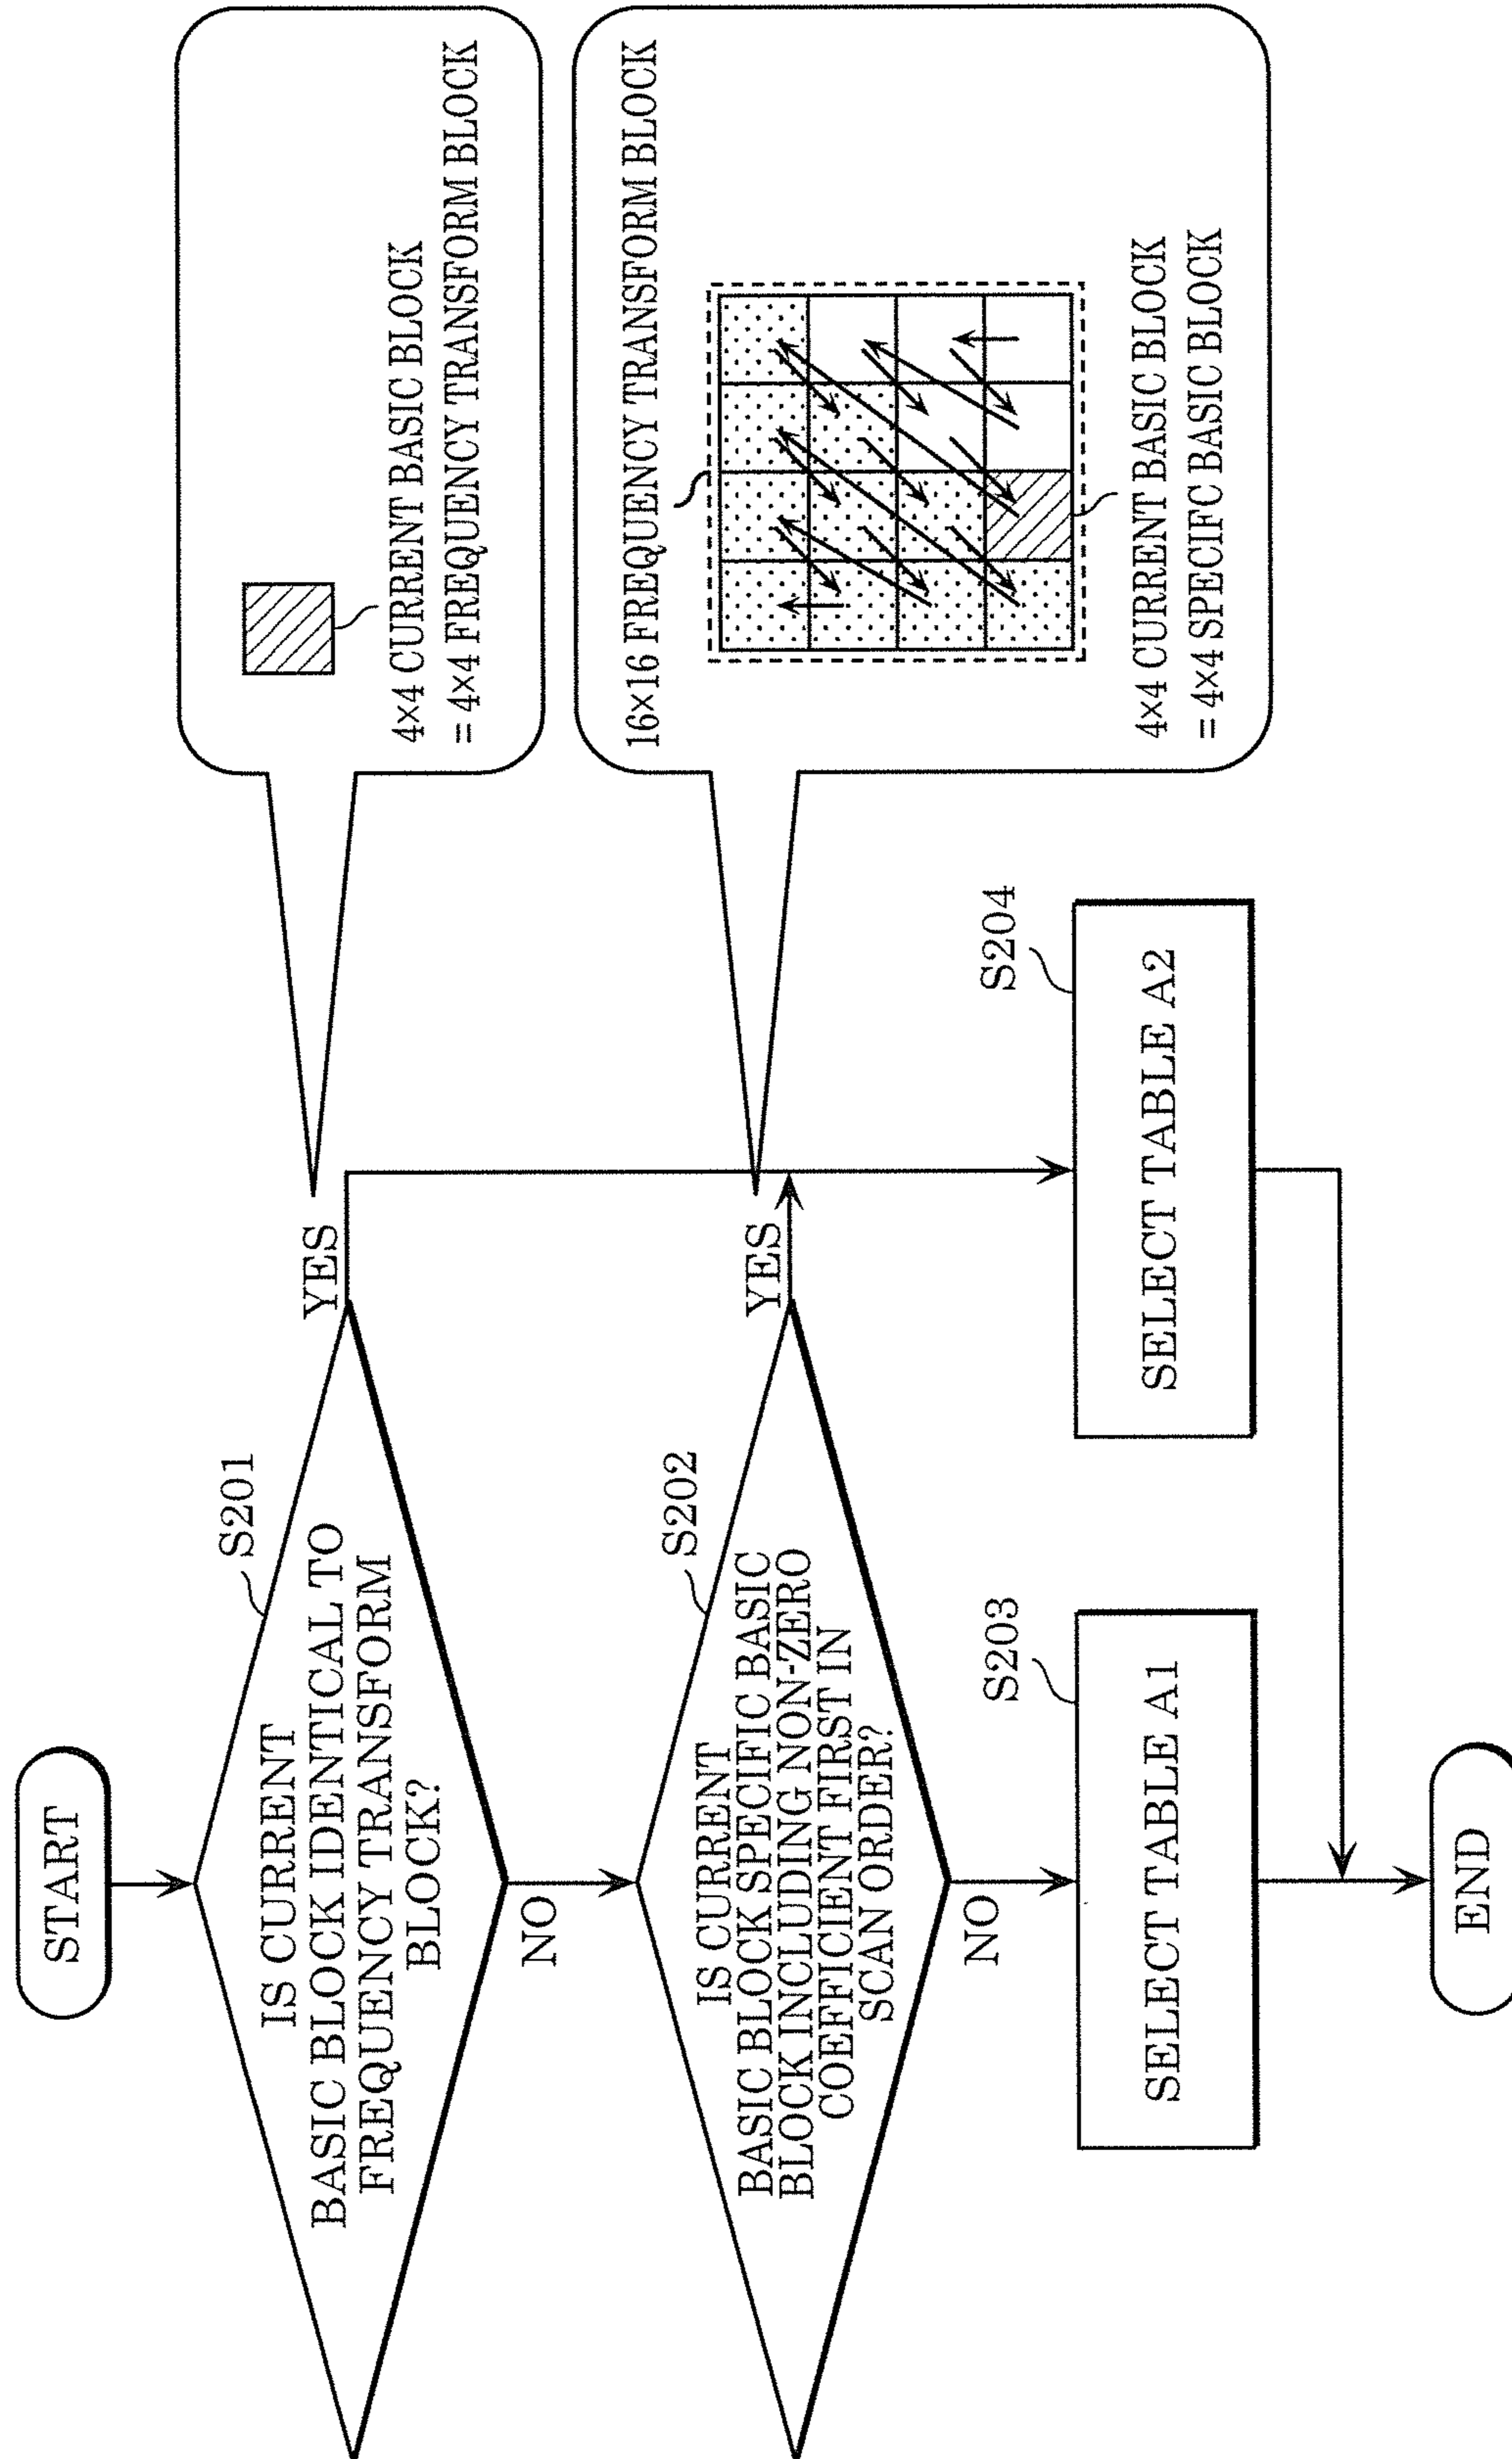 START
S201
IS CURRENT
BASIC BLOCK IDENTICAL TO
FREQUENCY TRANSFORM
BLOCK?
YES
NO
4×4 CURRENT BASIC BLOCK
= 4×4 FREQUENCY TRANSFORM BLOCK
S202
IS CURRENT
BASIC BLOCK SPECIFIC BASIC
BLOCK INCLUDING NON-ZERO
COEFFICIENT FIRST IN
SCAN ORDER?
YES
NO
16×16 FREQUENCY TRANSFORM BLOCK
4×4 CURRENT BASIC BLOCK
= 4×4 SPECIFC BASIC BLOCK
S203
SELECT TABLE A1
S204
SELECT TABLE A2
END